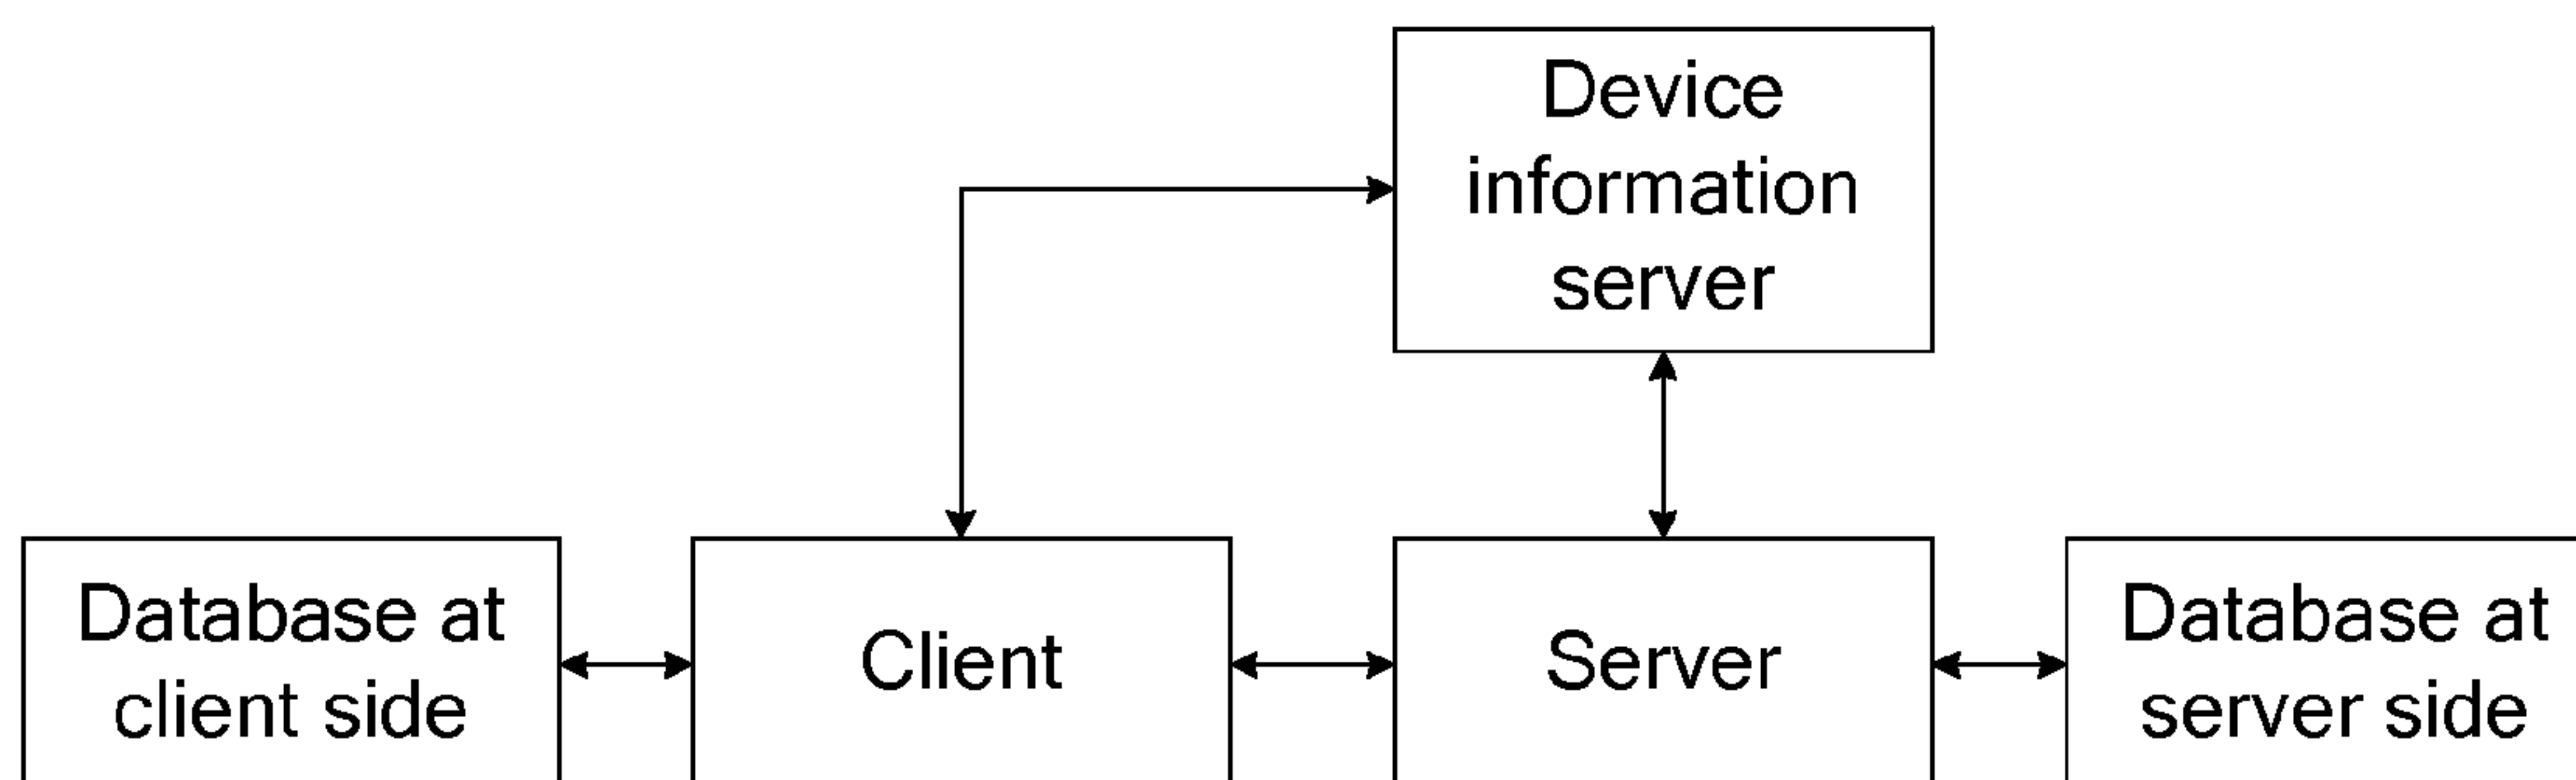 Device
information
server
Database at
client side
Client
Server
Database at
server side